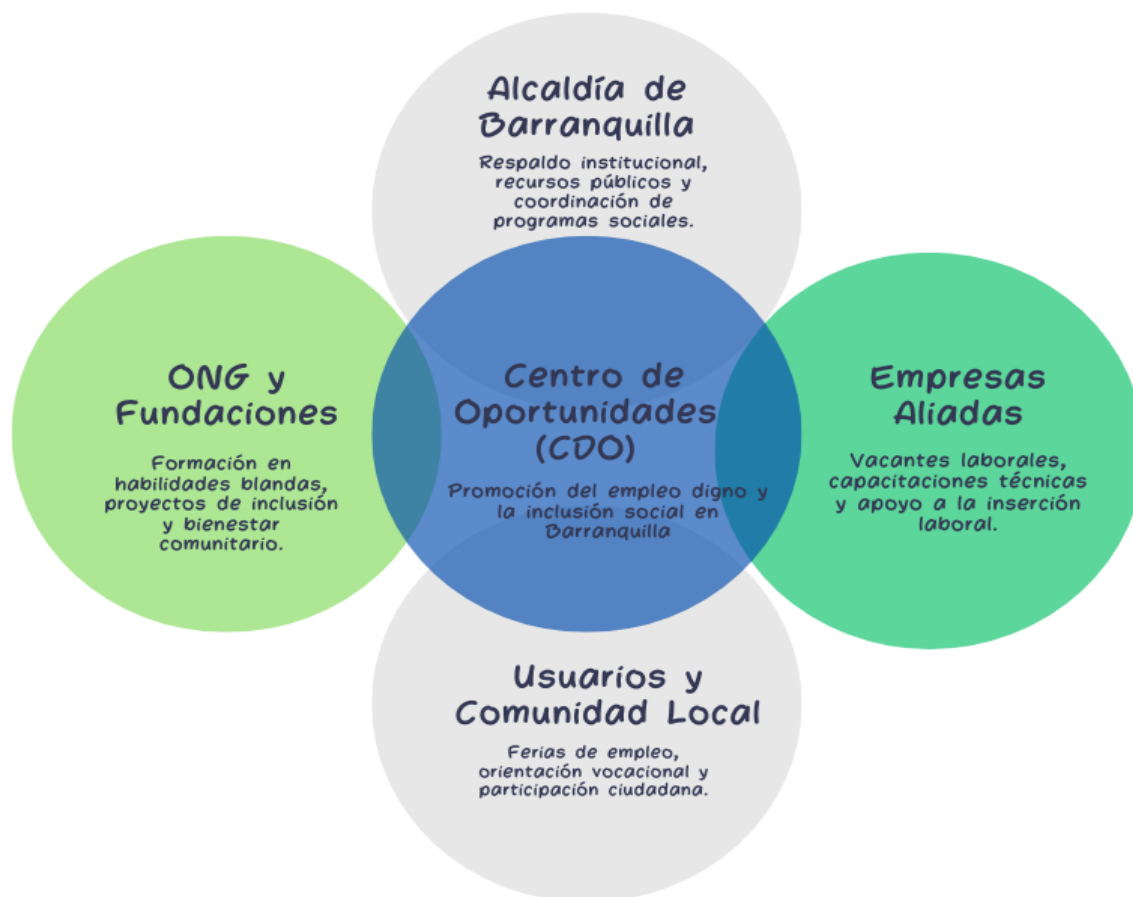 Alcaldía de
Barranquilla
Respaldo institucional,
recursos públicos y
coordinación de
programas sociales.
ONG y
Fundaciones
Formación en
habilidades blandas,
proyectos de inclusión
y bienestar
comunitario.
Centro de
Oportunidades
(CDO)
Promoción del empleo digno y
la inclusión social en
Barranquilla
Empresas
Aliadas
Vacantes laborales,
capacitaciones técnicas
y apoyo a la inserción
laboral.
Usuarios y
Comunidad Local
Ferias de empleo,
orientación vocacional y
participación ciudadana.